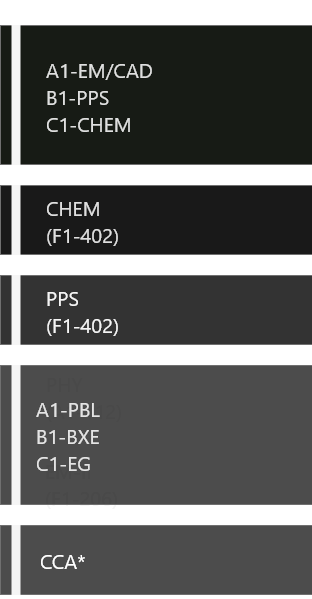 A1-EM/CAD
B1-PPS
C1-CHEM
CHEM
(F1-402)
PPS
(F1-402)
A1-PBL
B1-BXE
C1-EG
CCA*